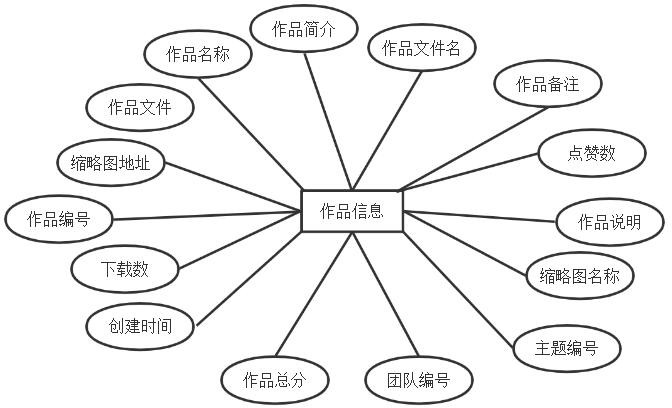 作品简介
作品名称
作品文件名
作品备注
作品文件
点赞数
缩略图地址
作品信息
作品编号
作品说明
下载数
缩略图名称
创建时间
主题编号
作品总分
团队编号